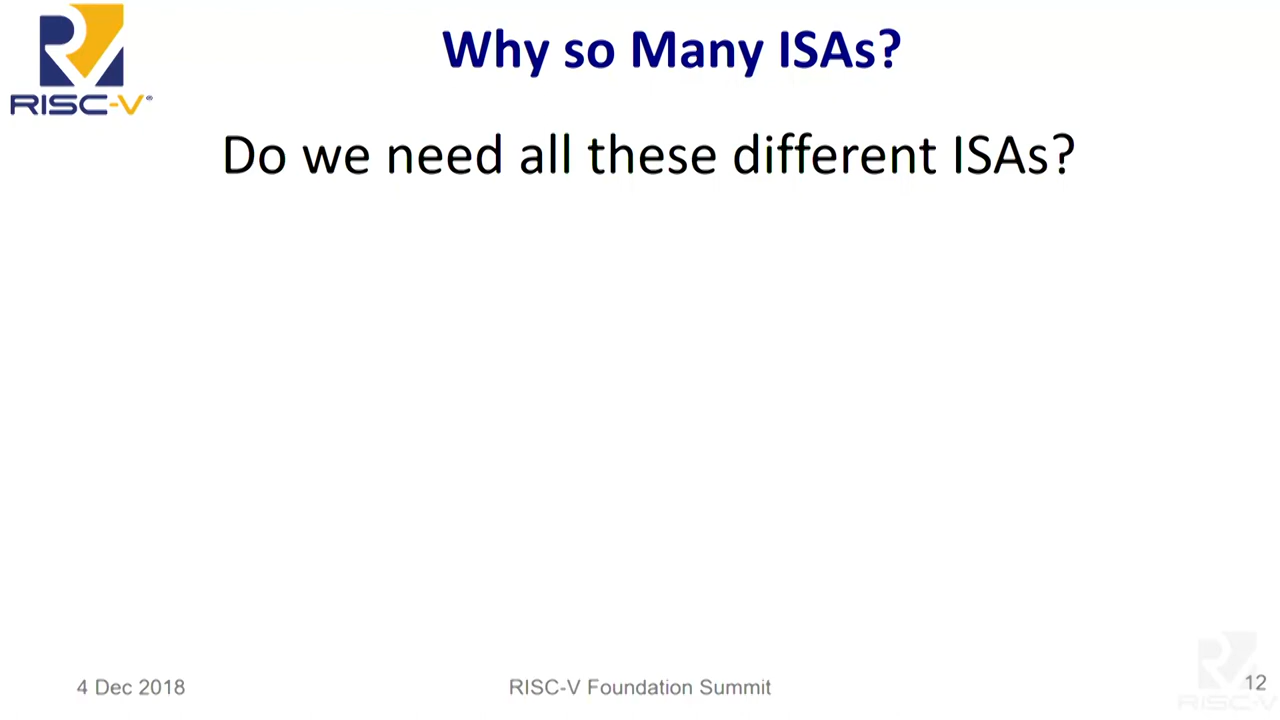 Why so Many ISAs?
RISC-V®
Do we need all these different ISAs?
4 Dec 2018
RISC-V Foundation Summit
12
RISC-V